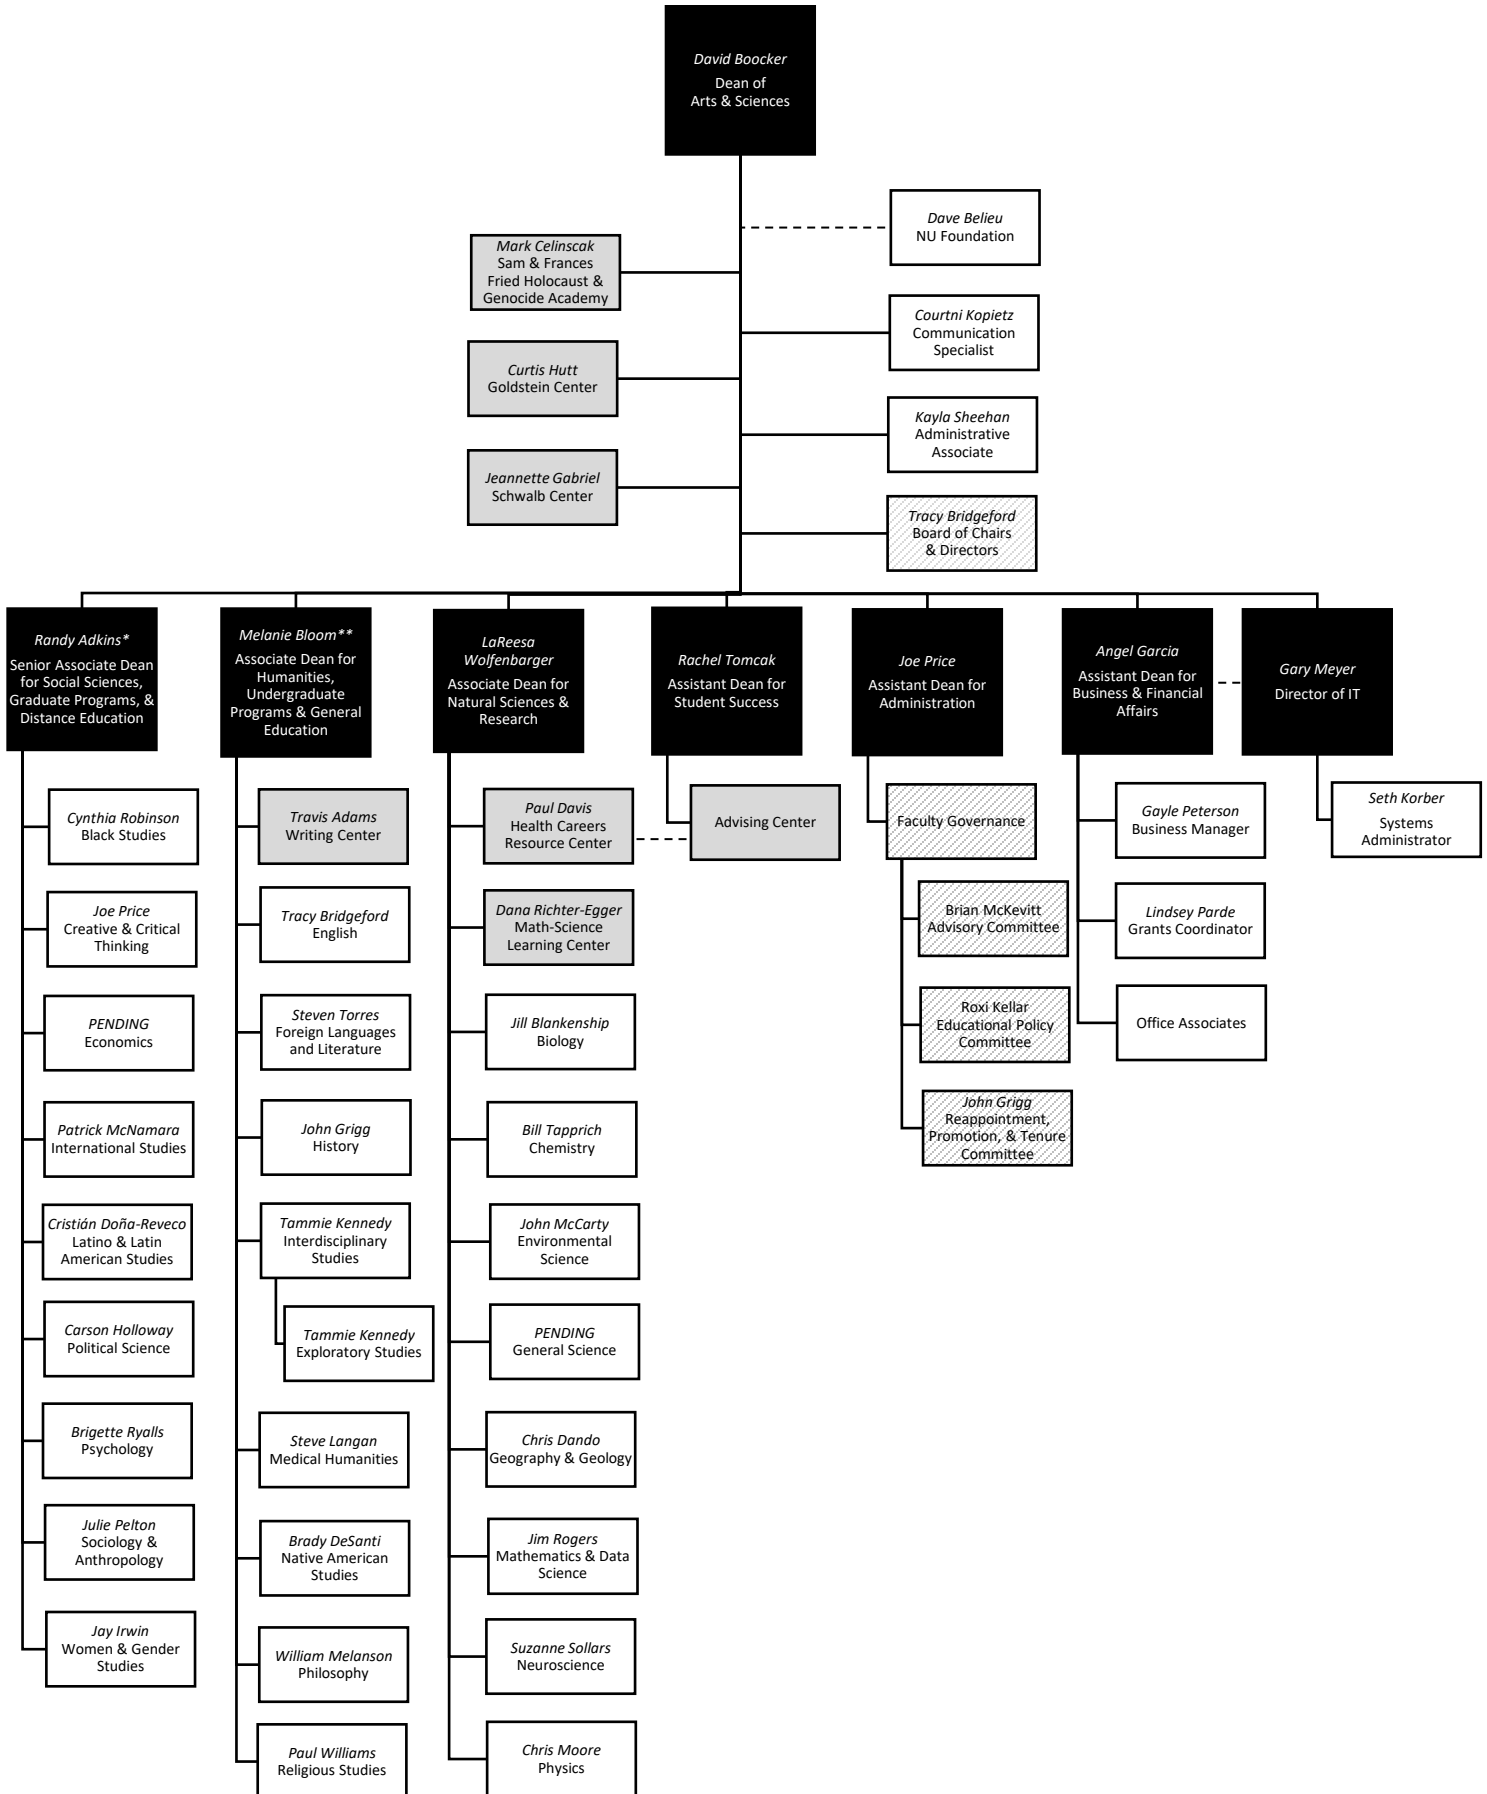 David Boocker
Dean of
Arts & Sciences
Dave Belieu
NU Foundation
Mark Celinscak
Sam & Frances
Fried Holocaust &
Genocide Academy
Courtni Kopietz
Communication
Specialist
Curtis Hutt
Goldstein Center
Kayla Sheehan
Administrative
Associate
Jeannette Gabriel
Schwalb Center
Tracy Bridgeford
Board of Chairs
& Directors
Randy Adkins*
Senior Associate Dean
for Social Sciences,
Graduate Programs, &
Distance Education
Melanie Bloom**
Associate Dean for
Humanities,
Undergraduate
Programs & General
Education
LaReesa
Wolfenbarger
Associate Dean for
Natural Sciences &
Research
Rachel Tomcak
Assistant Dean for
Student Success
Joe Price
Assistant Dean for
Administration
Angel Garcia
Assistant Dean for
Business & Financial
Affairs
Gary Meyer
Director of IT
Cynthia Robinson
Black Studies
Joe Price
Creative & Critical
Thinking
PENDING
Economics
Patrick McNamara
International Studies
Cristián Doña-Reveco
Latino & Latin
American Studies
Carson Holloway
Political Science
Brigette Ryalls
Psychology
Julie Pelton
Sociology &
Anthropology
Jay Irwin
Women & Gender
Studies
Travis Adams
Writing Center
Tracy Bridgeford
English
Steven Torres
Foreign Languages
and Literature
John Grigg
History
Tammie Kennedy
Interdisciplinary
Studies
Tammie Kennedy
Exploratory Studies
Steve Langan
Medical Humanities
Brady DeSanti
Native American
Studies
William Melanson
Philosophy
Paul Williams
Religious Studies
Paul Davis
Health Careers
Resource Center
Dana Richter-Egger
Math-Science
Learning Center
Jill Blankenship
Biology
Bill Tapprich
Chemistry
John McCarty
Environmental
Science
PENDING
General Science
Chris Dando
Geography & Geology
Jim Rogers
Mathematics & Data
Science
Suzanne Sollars
Neuroscience
Chris Moore
Physics
Advising Center
Faculty Governance
Brian McKevitt
Advisory Committee
Roxi Kellar
Educational Policy
Committee
John Grigg
Reappointment,
Promotion, & Tenure
Committee
Gayle Peterson
Business Manager
Lindsey Parde
Grants Coordinator
Office Associates
Seth Korber
Systems
Administrator